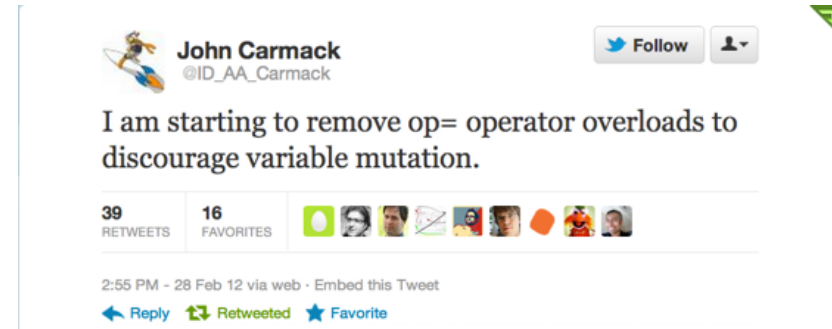 John Carmack
@ID_AA_Carmack
Follow
I am starting to remove op= operator overloads to
discourage variable mutation.
39
RETWEETS
16
FAVORITES
2:55 PM - 28 Feb 12 via web · Embed this Tweet
Reply Retweeted Favorite